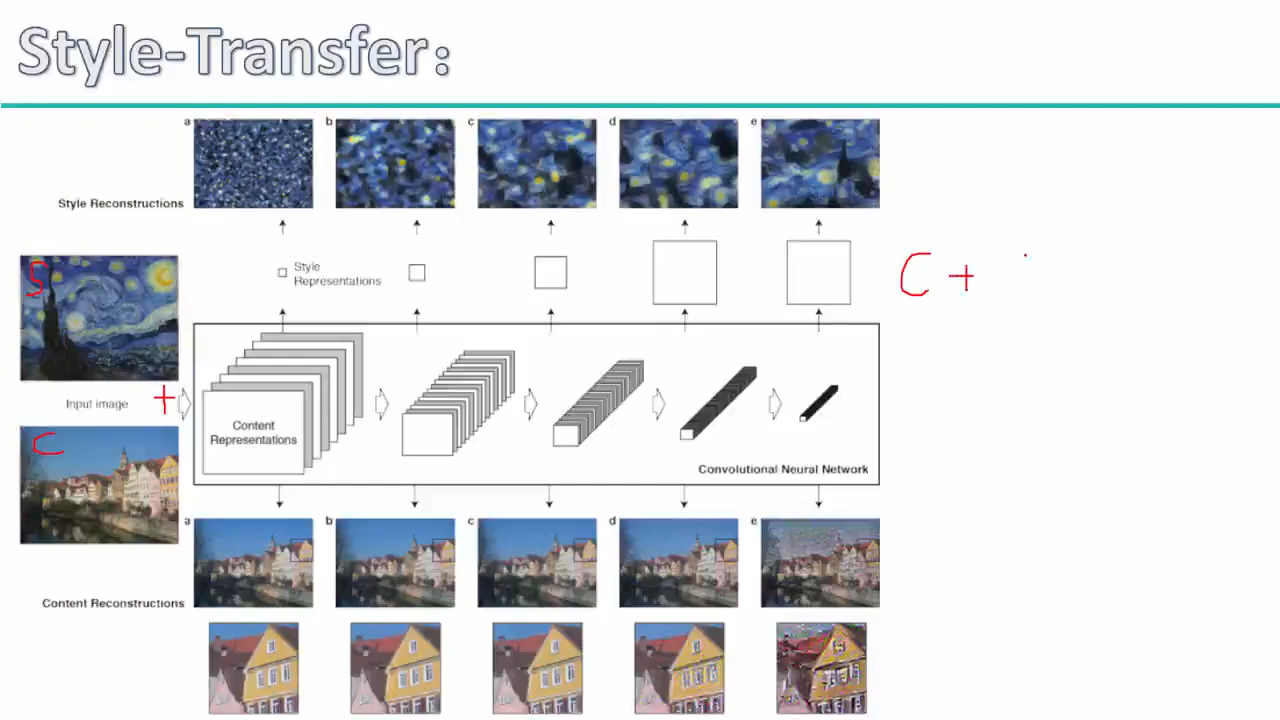 Style-Transfer:
a b c d e
Style Reconstructions
S
C +
Style
Representations
Input image +
Content
Representations
C
Convolutional Neural Network
a b c d e
Content Reconstructions